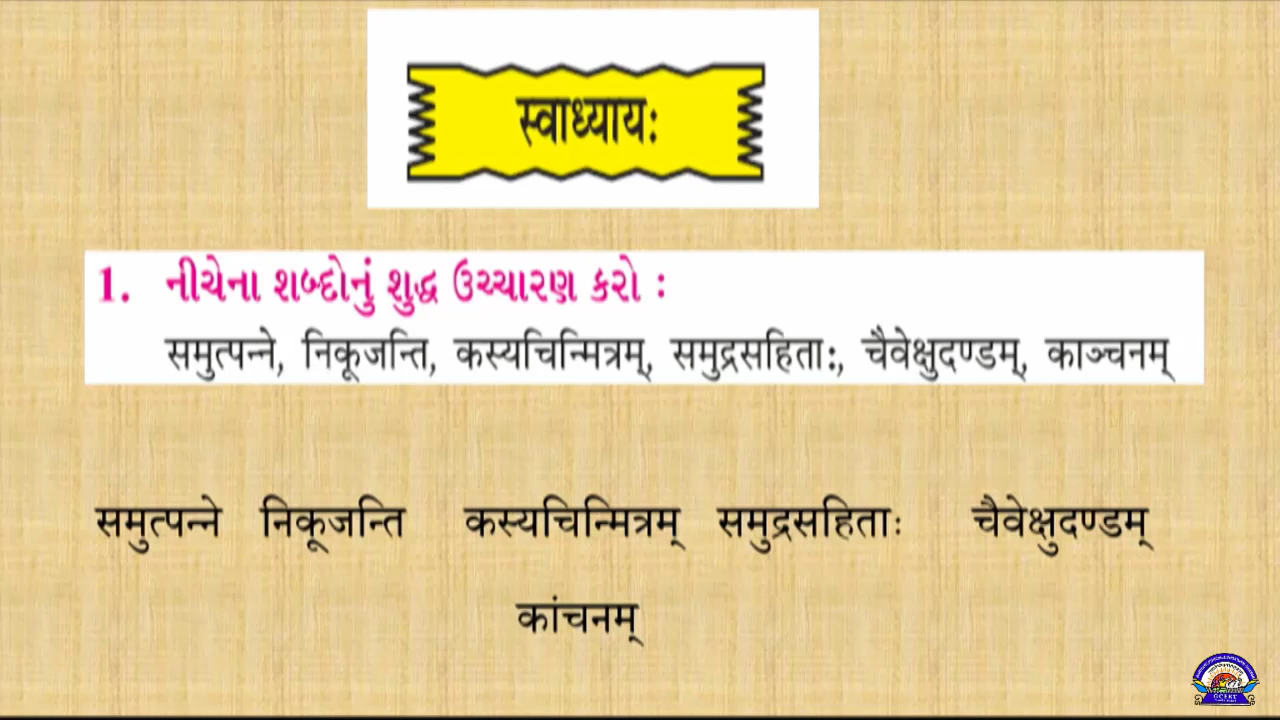 स्वाध्यायः
1. નીચેના શબ્દોનું શુદ્ધ ઉચ્ચારણ કરો :
समुत्पन्ने, निकूजन्ति, कस्यचिन्मित्रम्, समुद्रसहिताः, चैवेक्षुदण्डम्, काञ्चनम्
समुत्पन्ने निकूजन्ति कस्यचिन्मित्रम् समुद्रसहिताः चैवेक्षुदण्डम्
कांचनम्
GCERT